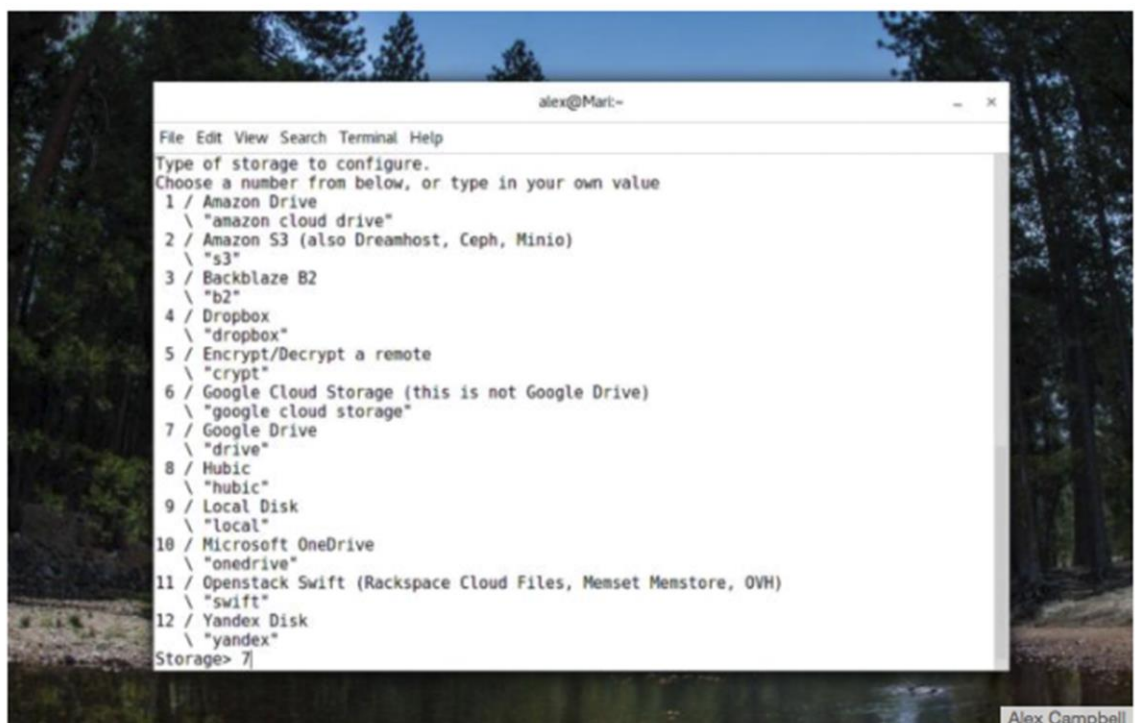 alex@Mari:~
File Edit View Search Terminal Help
Type of storage to configure.
Choose a number from below, or type in your own value
1 / Amazon Drive
\ "amazon cloud drive"
2 / Amazon S3 (also Dreamhost, Ceph, Minio)
\ "s3"
3 / Backblaze B2
\ "b2"
4 / Dropbox
\ "dropbox"
5 / Encrypt/Decrypt a remote
\ "crypt"
6 / Google Cloud Storage (this is not Google Drive)
\ "google cloud storage"
7 / Google Drive
\ "drive"
8 / Hubic
\ "hubic"
9 / Local Disk
\ "local"
10 / Microsoft OneDrive
\ "onedrive"
11 / Openstack Swift (Rackspace Cloud Files, Memset Memstore, OVH)
\ "swift"
12 / Yandex Disk
\ "yandex"
Storage> 7
Alex Campbell